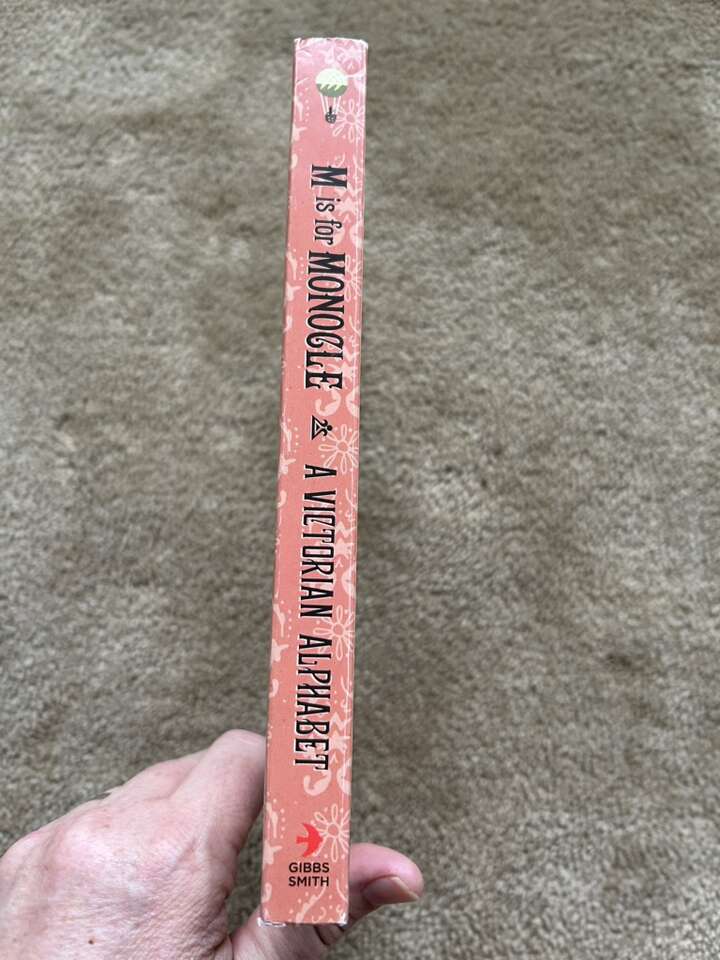 M is for MONOCLE A VICTORIAN ALPHABET
GIBBS
SMITH